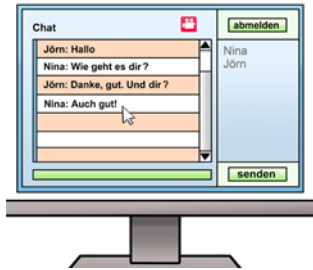 Chat
abmelden
Jörn: Hallo
Nina: Wie geht es dir?
Jörn: Danke, gut. Und dir?
Nina: Auch gut!
Nina
Jörn
senden